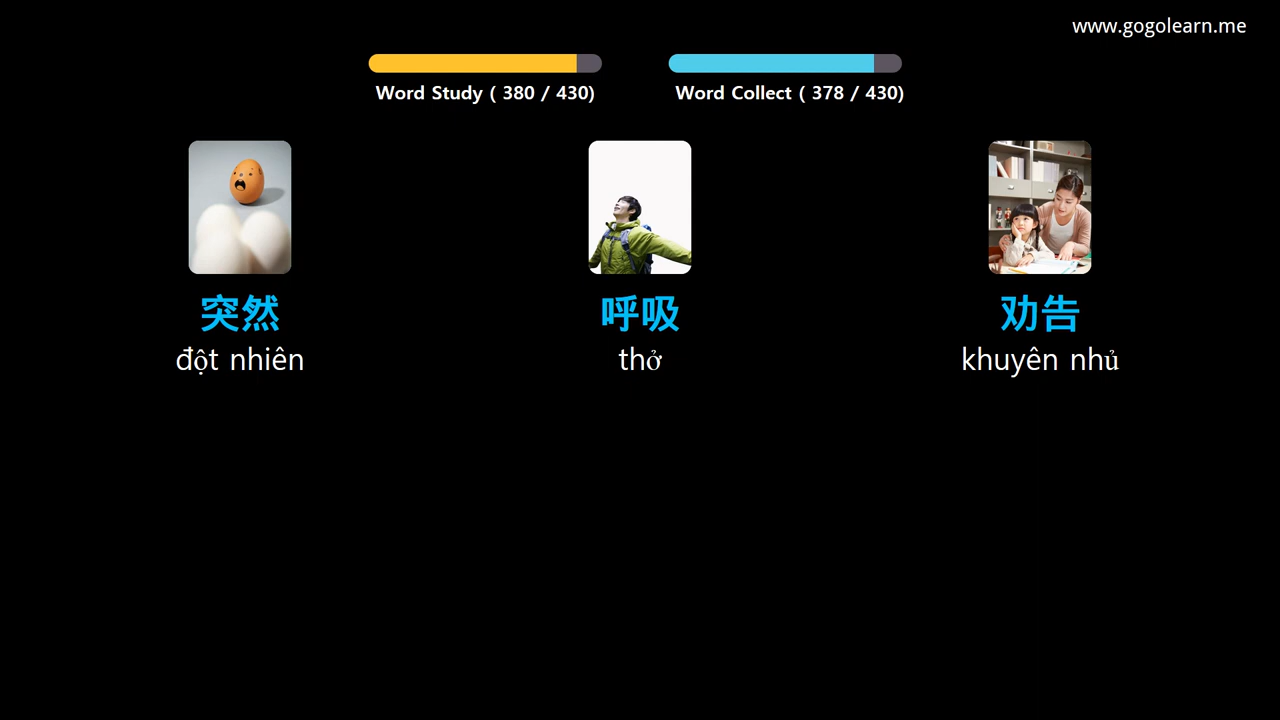 www.gogolearn.me
Word Study ( 380 / 430)
Word Collect ( 378 / 430)
突然
đột nhiên
呼吸
thở
劝告
khuyên nhủ